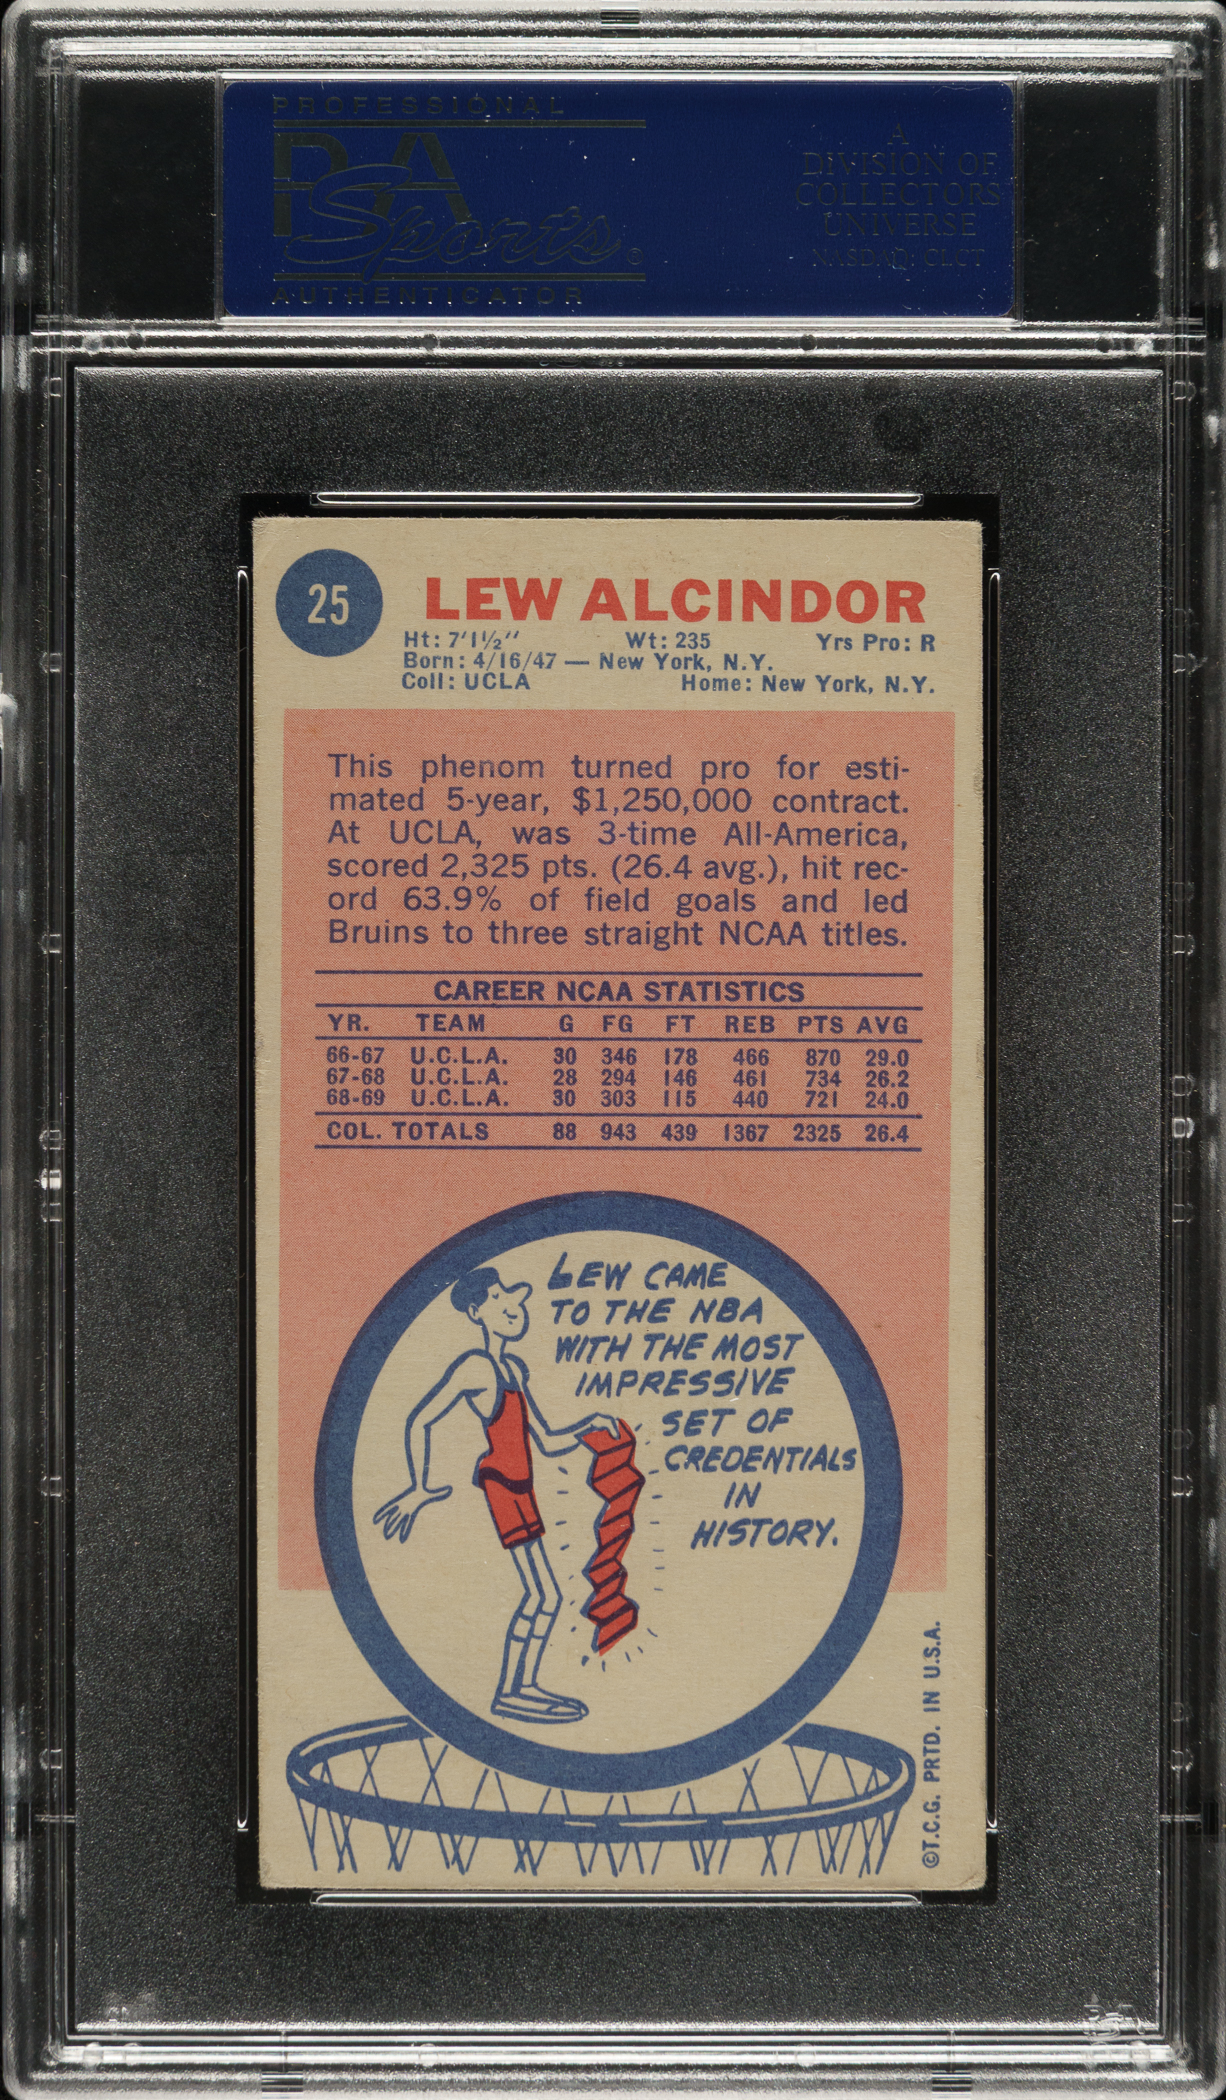 PROFESSIONAL
PSA
Sports®
AUTHENTICATOR
A
DIVISION OF
COLLECTORS
UNIVERSE
NASDAQ: CLCT
25
LEW ALCINDOR
Ht: 7'1½" Wt: 235 Yrs Pro: R
Born: 4/16/47 — New York, N.Y.
Coll: UCLA Home: New York, N.Y.
This phenom turned pro for esti-
mated 5-year, $1,250,000 contract.
At UCLA, was 3-time All-America,
scored 2,325 pts. (26.4 avg.), hit rec-
ord 63.9% of field goals and led
Bruins to three straight NCAA titles.
CAREER NCAA STATISTICS
YR. TEAM G FG FT REB PTS AVG
66-67 U.C.L.A. 30 346 178 466 870 29.0
67-68 U.C.L.A. 28 294 146 461 734 26.2
68-69 U.C.L.A. 30 303 115 440 721 24.0
COL. TOTALS 88 943 439 1367 2325 26.4
LEW CAME
TO THE NBA
WITH THE MOST
IMPRESSIVE
SET OF
CREDENTIALS
IN
HISTORY.
©T.C.G. PRTD. IN U.S.A.